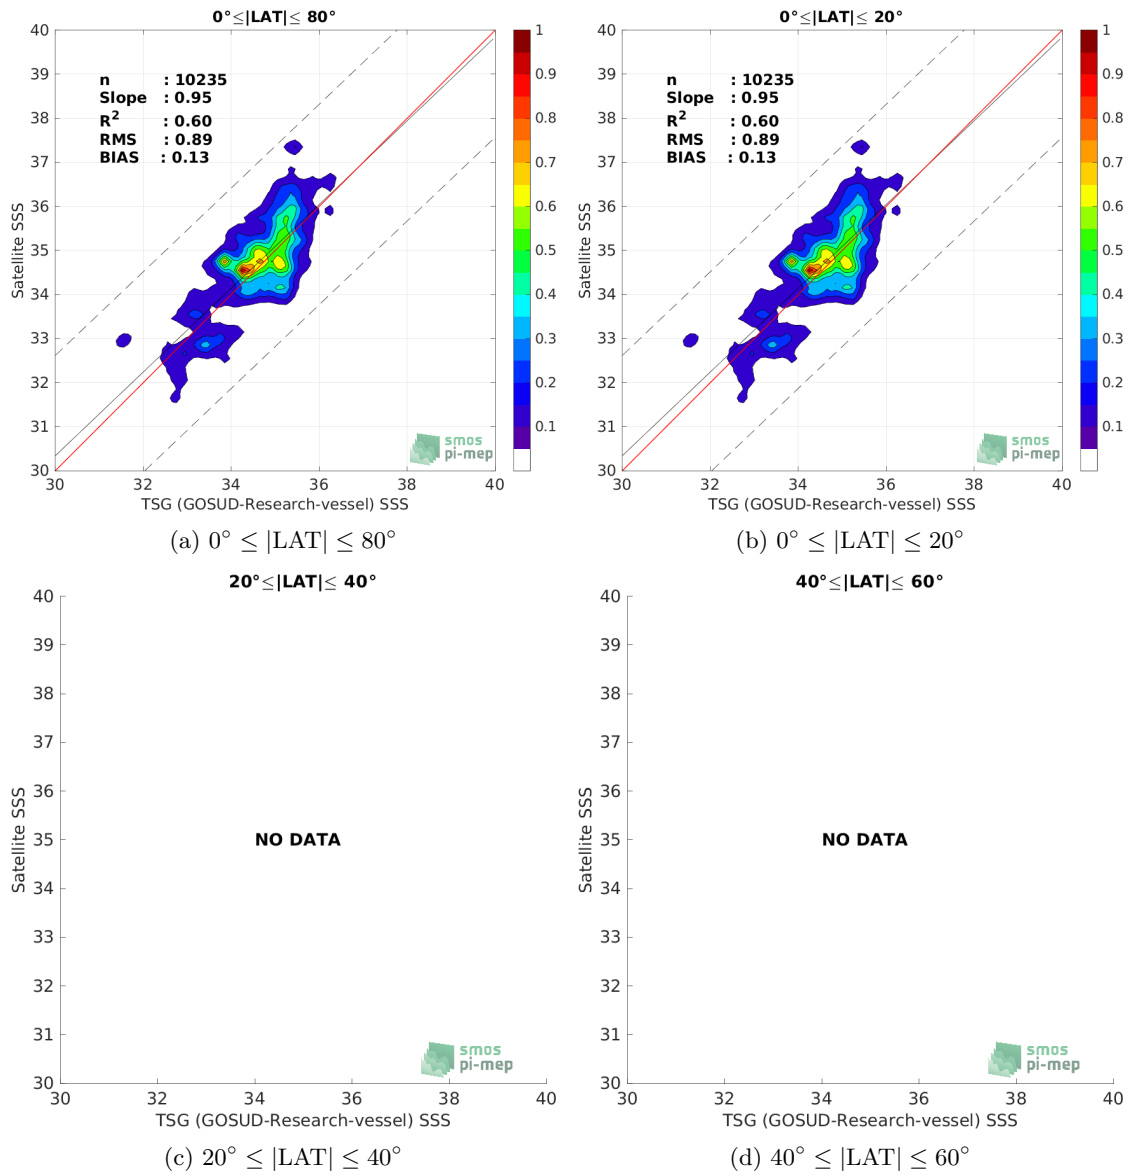 0°≤|LAT|≤ 80°
40
39
38
37
36
35
34
33
32
31
30
Satellite SSS
n : 10235
Slope : 0.95
R² : 0.60
RMS : 0.89
BIAS : 0.13
1
0.9
0.8
0.7
0.6
0.5
0.4
0.3
0.2
0.1
smos
pi-mep
30 32 34 36 38 40
TSG (GOSUD-Research-vessel) SSS
(a) 0° ≤ |LAT| ≤ 80°
0°≤|LAT|≤ 20°
40
39
38
37
36
35
34
33
32
31
30
Satellite SSS
n : 10235
Slope : 0.95
R² : 0.60
RMS : 0.89
BIAS : 0.13
1
0.9
0.8
0.7
0.6
0.5
0.4
0.3
0.2
0.1
smos
pi-mep
30 32 34 36 38 40
TSG (GOSUD-Research-vessel) SSS
(b) 0° ≤ |LAT| ≤ 20°
20°≤|LAT|≤ 40°
40
39
38
37
36
35
34
33
32
31
30
Satellite SSS
NO DATA
smos
pi-mep
30 32 34 36 38 40
TSG (GOSUD-Research-vessel) SSS
(c) 20° ≤ |LAT| ≤ 40°
40°≤|LAT|≤ 60°
40
39
38
37
36
35
34
33
32
31
30
Satellite SSS
NO DATA
smos
pi-mep
30 32 34 36 38 40
TSG (GOSUD-Research-vessel) SSS
(d) 40° ≤ |LAT| ≤ 60°